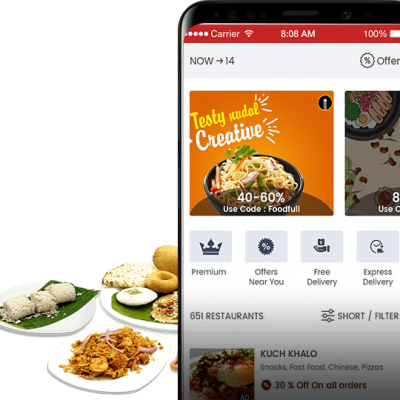 Carrier 8:08 AM 100%
NOW → 14
Offer
Testy nudal
Creative
40-60%
Use Code : Foodfull
8
Use C
Premium
Offers
Near You
Free
Delivery
Express
Delivery
651 RESTAURANTS
SHORT / FILTER
KUCH KHALO
Snacks, Fast Food, Chinese, Pizzas
AD
30 % Off On all orders